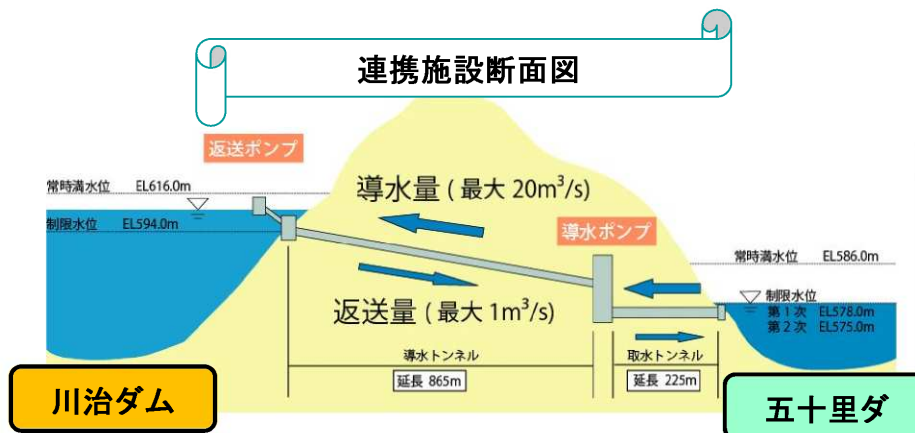 連携施設断面図
返送ポンプ
常時満水位 EL616.0m
制限水位 EL594.0m
導水量 ( 最大 20m³/s)
導水ポンプ
常時満水位 EL586.0m
制限水位
第1次 EL578.0m
第2次 EL575.0m
返送量 ( 最大 1m³/s)
導水トンネル
延長 865m
取水トンネル
延長 225m
川治ダム
五十里ダ